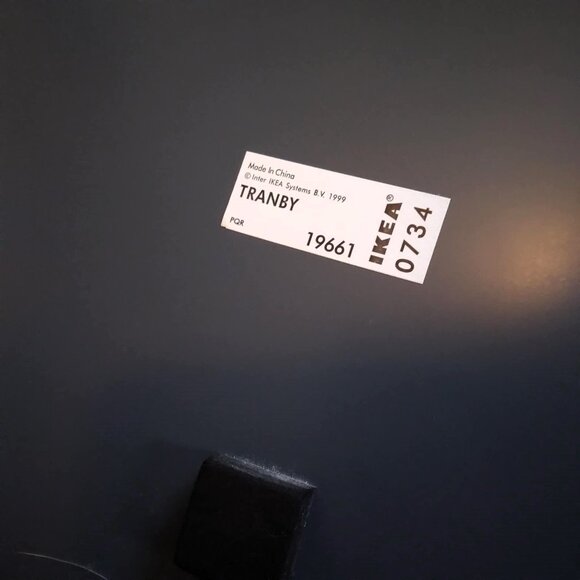 Made In China
© Inter IKEA Systems B.V. 1999
TRANBY
PQR
19661
IKEA®
0734